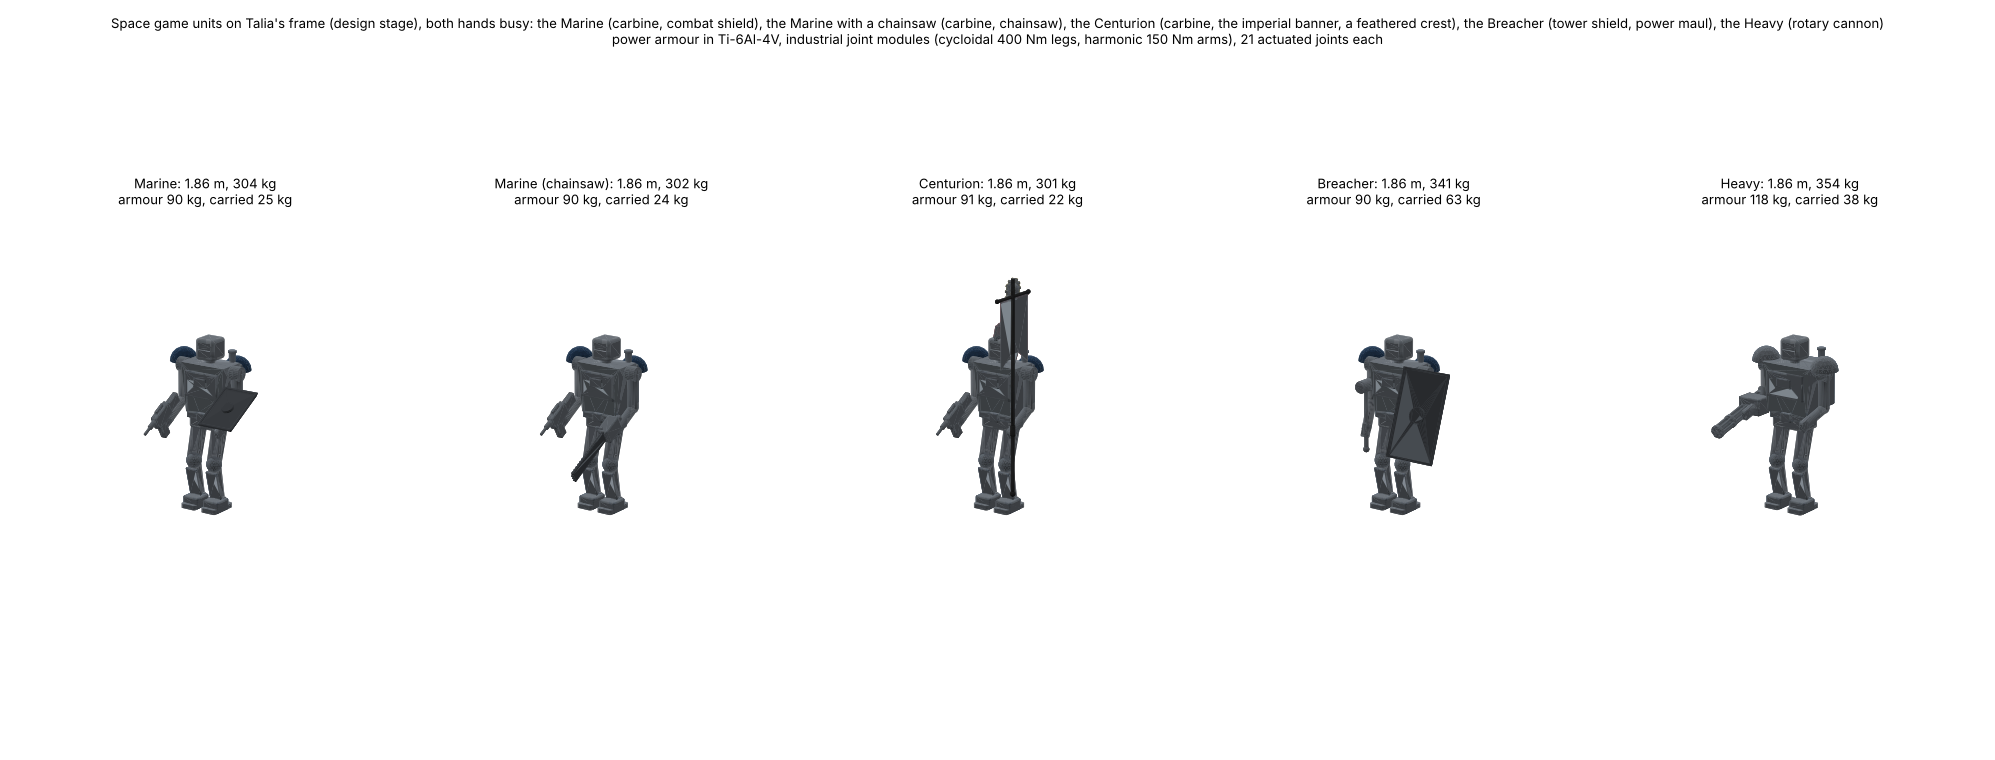 Space game units on Talia's frame (design stage), both hands busy: the Marine (carbine, combat shield), the Marine with a chainsaw (carbine, chainsaw), the Centurion (carbine, the imperial banner, a feathered crest), the Breacher (tower shield, power maul), the Heavy (rotary cannon)
power armour in Ti-6Al-4V, industrial joint modules (cycloidal 400 Nm legs, harmonic 150 Nm arms), 21 actuated joints each
Marine: 1.86 m, 304 kg
armour 90 kg, carried 25 kg
Marine (chainsaw): 1.86 m, 302 kg
armour 90 kg, carried 24 kg
Centurion: 1.86 m, 301 kg
armour 91 kg, carried 22 kg
Breacher: 1.86 m, 341 kg
armour 90 kg, carried 63 kg
Heavy: 1.86 m, 354 kg
armour 118 kg, carried 38 kg